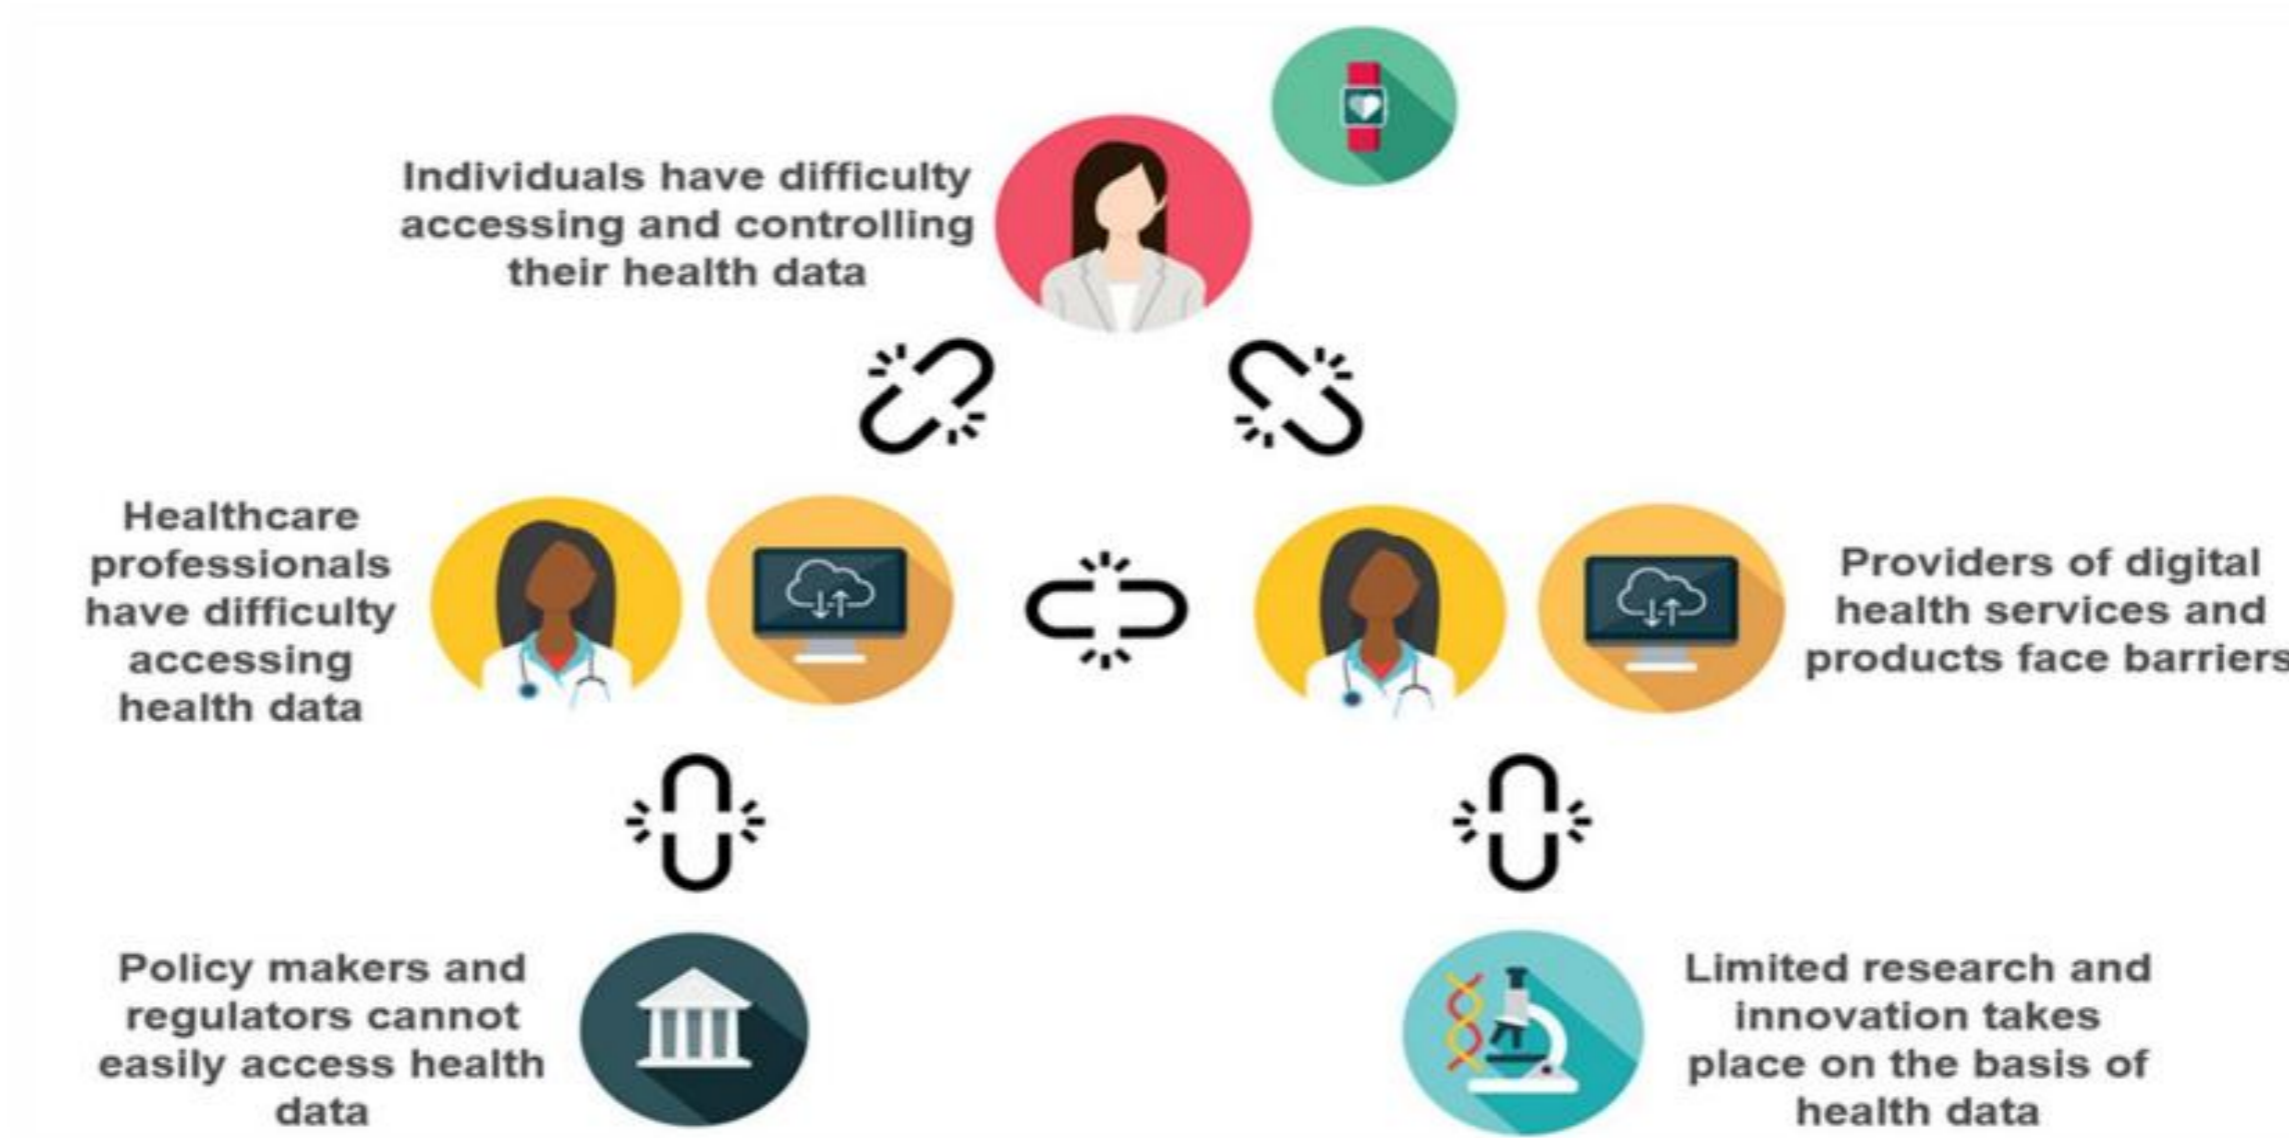 Individuals have difficulty
accessing and controlling
their health data
Healthcare
professionals
have difficulty
accessing
health data
Providers of digital
health services and
products face barriers
Policy makers and
regulators cannot
easily access health
data
Limited research and
innovation takes
place on the basis of
health data